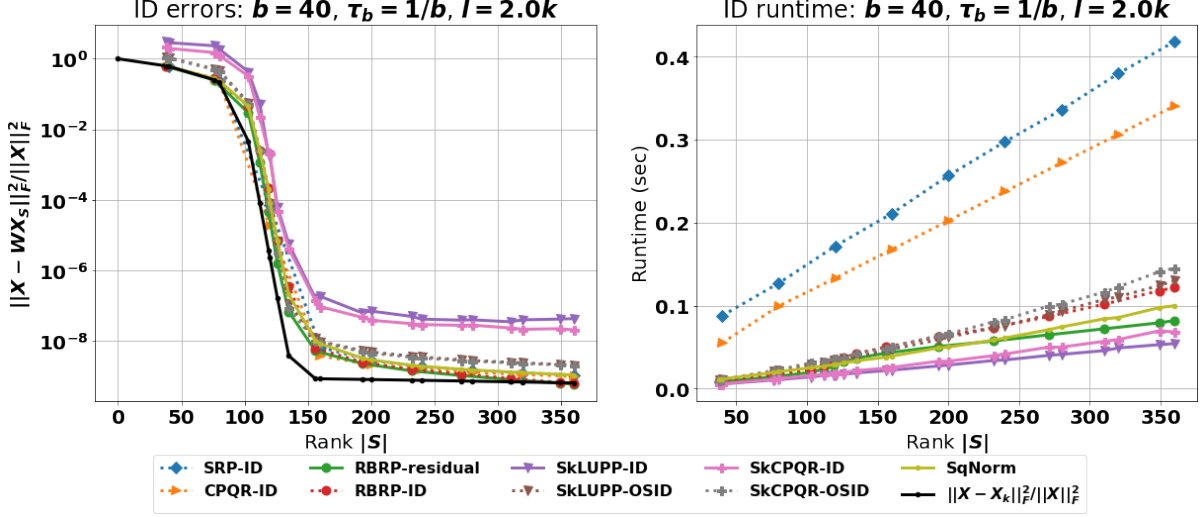 ID errors: b = 40, τ_b = 1/b, l = 2.0k
10^0
10^−2
10^−4
10^−6
10^−8
||X − WX_S||_F^2/||X||_F^2
0 50 100 150 200 250 300 350
Rank |S|
ID runtime: b = 40, τ_b = 1/b, l = 2.0k
0.4
0.3
0.2
0.1
0.0
Runtime (sec)
50 100 150 200 250 300 350
Rank |S|
SRP-ID RBRP-residual SkLUPP-ID SkCPQR-ID SqNorm
CPQR-ID RBRP-ID SkLUPP-OSID SkCPQR-OSID ||X − X_k||_F^2/||X||_F^2